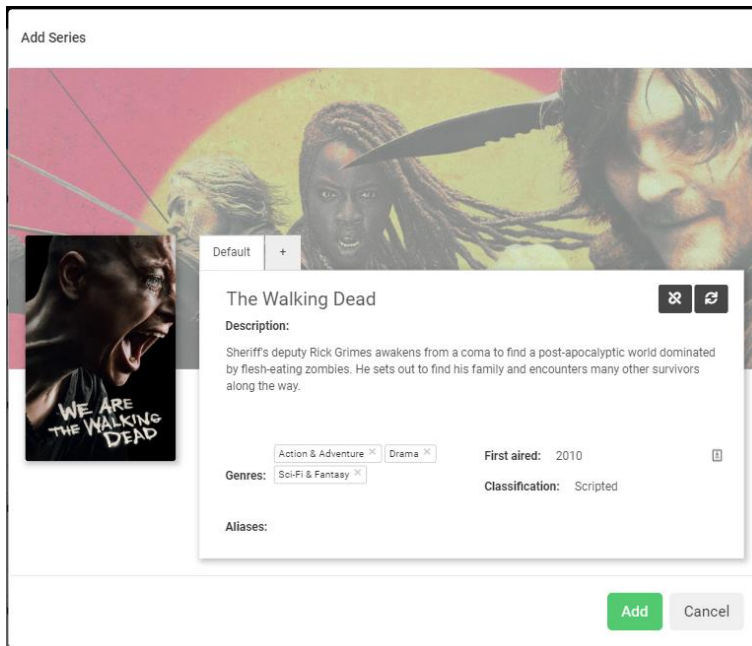 Add Series
Default +
The Walking Dead
Description:
Sheriff's deputy Rick Grimes awakens from a coma to find a post-apocalyptic world dominated
by flesh-eating zombies. He sets out to find his family and encounters many other survivors
along the way.
WE ARE
THE WALKING
DEAD
Genres: Action & Adventure × Drama ×
Sci-Fi & Fantasy ×
First aired: 2010
Classification: Scripted
Aliases:
Add Cancel